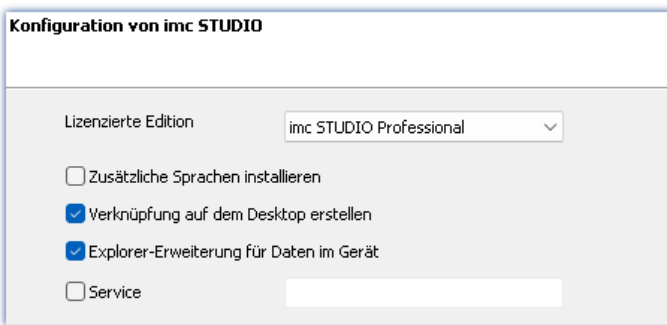 Konfiguration von imc STUDIO
Lizenzierte Edition
imc STUDIO Professional
Zusätzliche Sprachen installieren
Verknüpfung auf dem Desktop erstellen
Explorer-Erweiterung für Daten im Gerät
Service